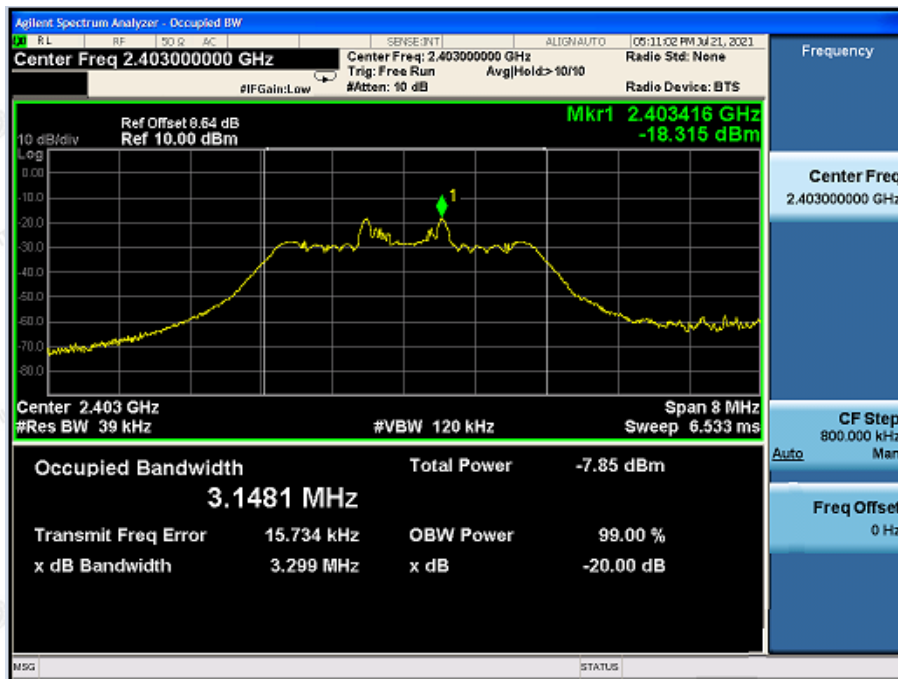 Agilent Spectrum Analyzer - Occupied BW
RL RF 50 Ω AC SENSE:INT ALIGNAUTO 05:11:02 PM Jul 21, 2021
Center Freq 2.403000000 GHz
Center Freq: 2.403000000 GHz
Radio Std: None
Trig: Free Run Avg|Hold:> 10/10
#IFGain:Low
#Atten: 10 dB
Radio Device: BTS
Frequency
Mkr1 2.403416 GHz
-18.315 dBm
Ref Offset 8.64 dB
10 dB/div Ref 10.00 dBm
Log
0.00
-10.0
-20.0
-30.0
-40.0
-50.0
-60.0
-70.0
-80.0
1
Center Freq
2.403000000 GHz
Center 2.403 GHz
Span 8 MHz
#Res BW 39 kHz
#VBW 120 kHz
Sweep 6.533 ms
CF Step
800.000 kHz
Auto Man
Occupied Bandwidth
3.1481 MHz
Total Power -7.85 dBm
Transmit Freq Error 15.734 kHz
OBW Power 99.00 %
x dB Bandwidth 3.299 MHz
x dB -20.00 dB
Freq Offset
0 Hz
MSG
STATUS